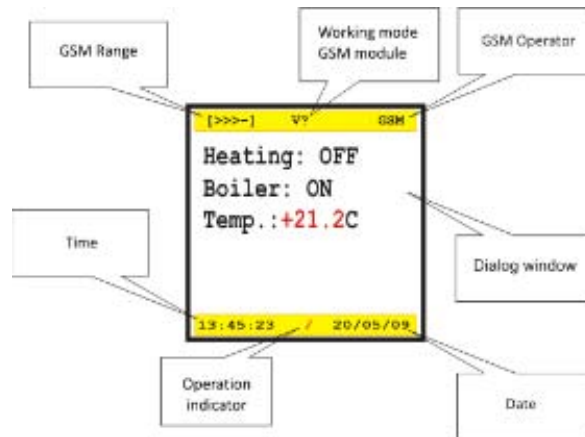 GSM Range
Working mode
GSM module
GSM Operator
[>>>-] V? GSM
Heating: OFF
Boiler: ON
Temp.:+21.2C
Time
Dialog window
13:45:23 / 20/05/09
Operation
indicator
Date